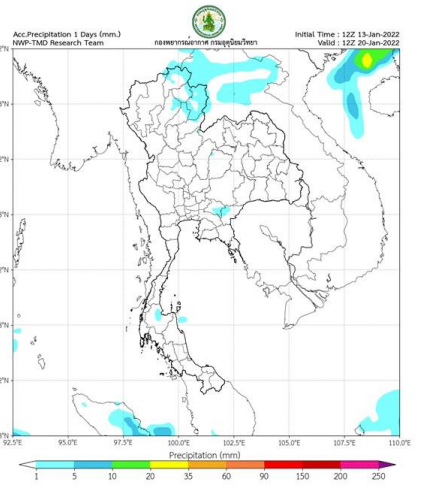 Acc.Precipitation 1 Days (mm.)
NWP-TMD Research Team
กองพยากรณ์อากาศ กรมอุตุนิยมวิทยา
Initial Time : 12Z 13-Jan-2022
Valid : 12Z 20-Jan-2022
92.5°E 95.0°E 97.5°E 100.0°E 102.5°E 105.0°E 107.5°E 110.0°E
Precipitation (mm)
1 5 10 20 35 60 90 150 200 250